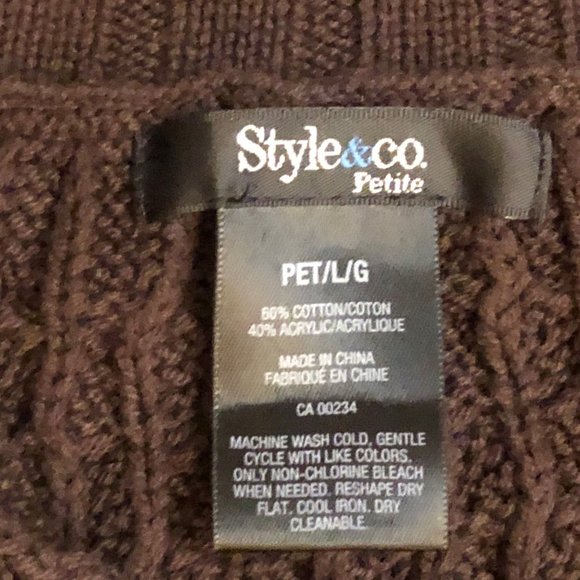 Style&co.
Petite
PET/L/G
60% COTTON/COTON
40% ACRYLIC/ACRYLIQUE
MADE IN CHINA
FABRIQUÉ EN CHINE
CA 00234
MACHINE WASH COLD, GENTLE
CYCLE WITH LIKE COLORS.
ONLY NON-CHLORINE BLEACH
WHEN NEEDED. RESHAPE DRY
FLAT. COOL IRON. DRY
CLEANABLE.